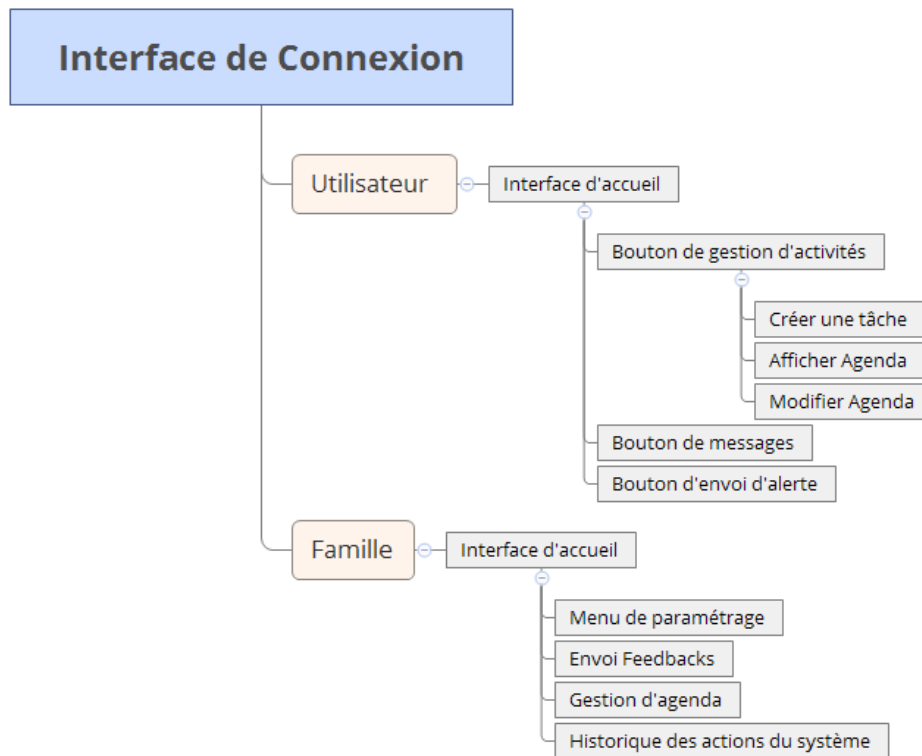 Interface de Connexion
Utilisateur
Interface d'accueil
Bouton de gestion d'activités
Créer une tâche
Afficher Agenda
Modifier Agenda
Bouton de messages
Bouton d'envoi d'alerte
Famille
Interface d'accueil
Menu de paramétrage
Envoi Feedbacks
Gestion d'agenda
Historique des actions du système